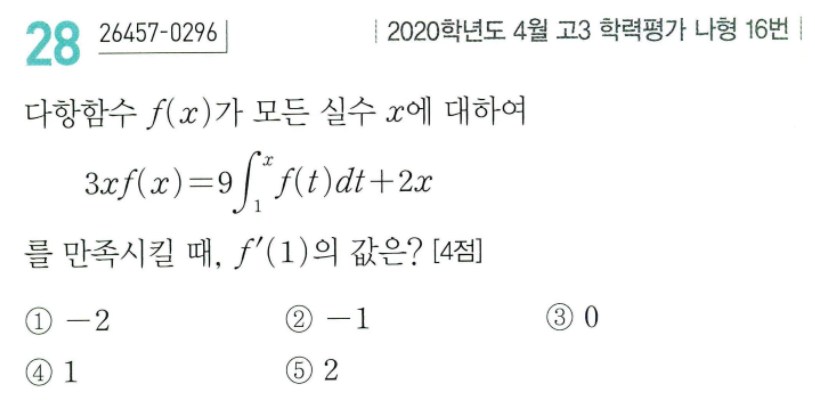 28 26457-0296 | 2020학년도 4월 고3 학력평가 나형 16번 |
다항함수 f(x)가 모든 실수 x에 대하여
3xf(x)=9∫₁ˣ f(t)dt+2x
를 만족시킬 때, f′(1)의 값은? [4점]
① −2 ② −1 ③ 0
④ 1 ⑤ 2